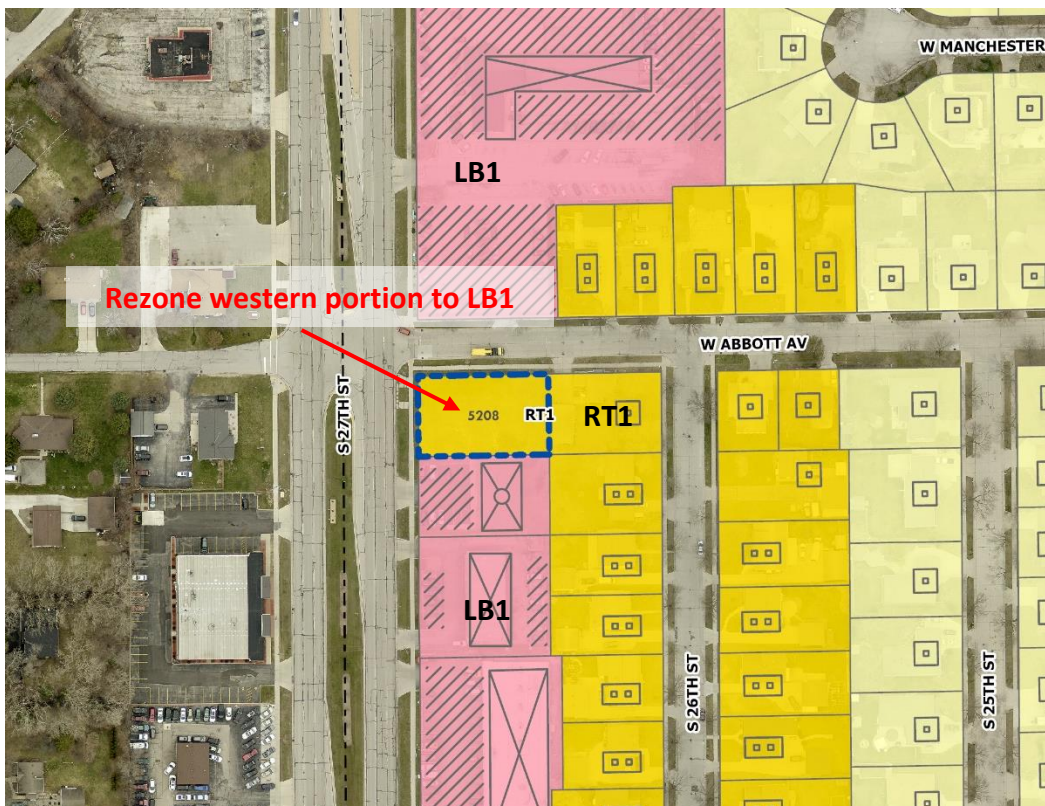 W MANCHESTER
LB1
Rezone western portion to LB1
W ABBOTT AV
S 27TH ST
5208
RT1
RT1
LB1
S 26TH ST
S 25TH ST